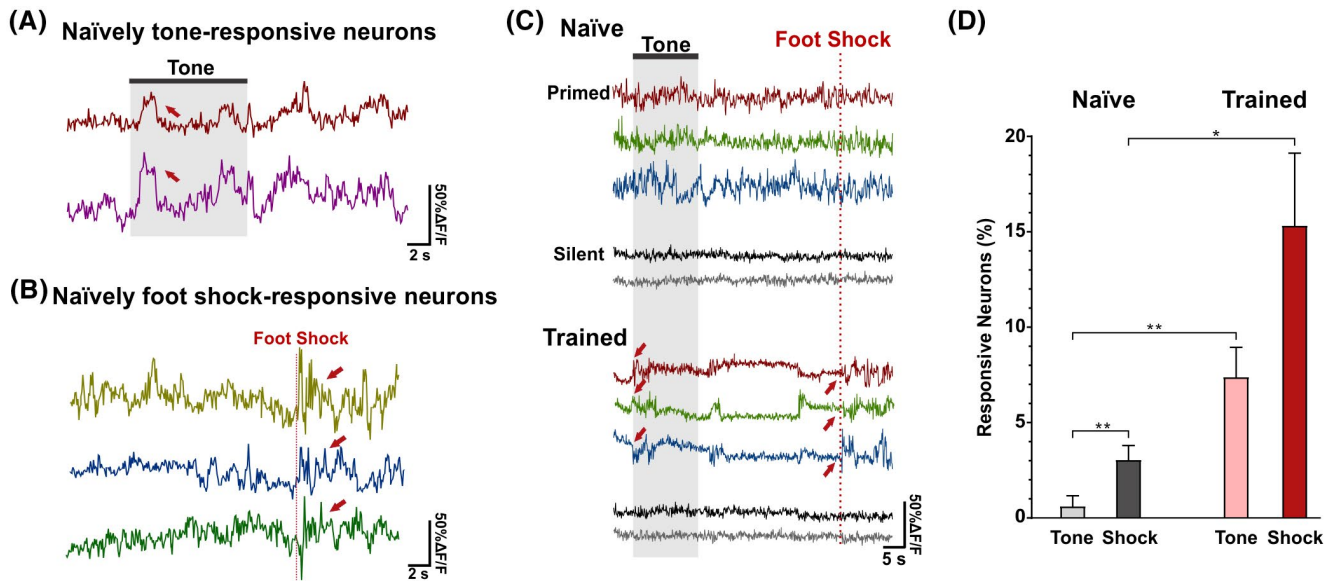 (A)
Naïvely tone-responsive neurons
Tone
50%ΔF/F
2 s
(B)
Naïvely foot shock-responsive neurons
Foot Shock
50%ΔF/F
2 s
(C)
Naïve
Tone
Foot Shock
Primed
Silent
Trained
50%ΔF/F
5 s
(D)
Naïve Trained
Responsive Neurons (%)
20
15
10
5
0
*
**
**
Tone Shock Tone Shock